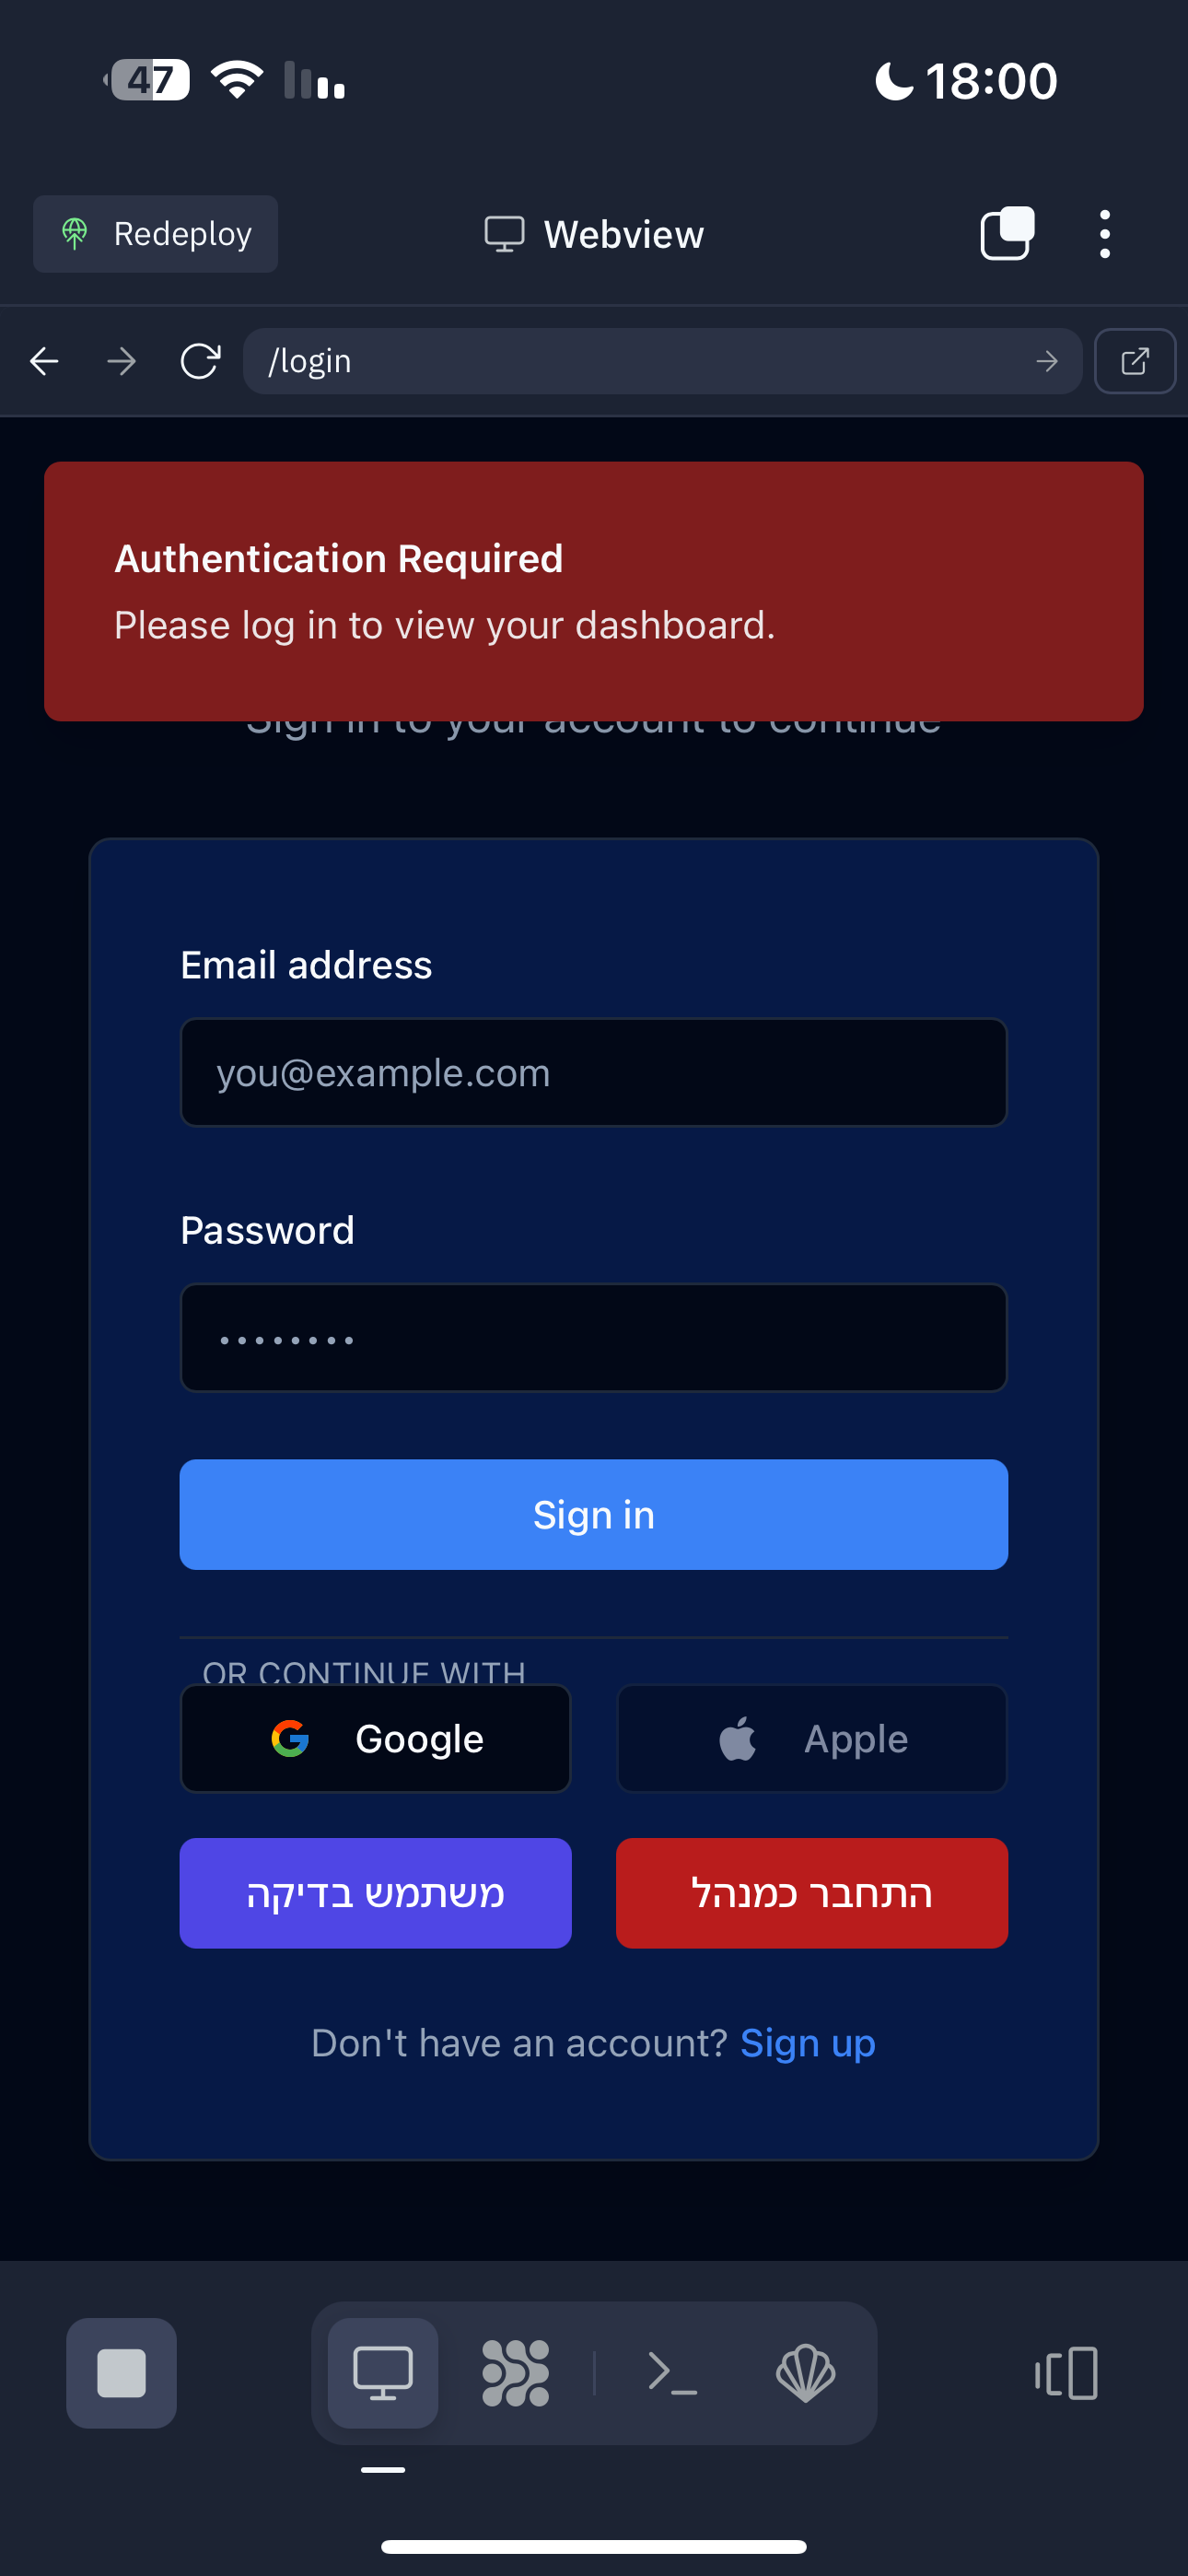 47
18:00
Redeploy
Webview
/login
Authentication Required
Please log in to view your dashboard.
Sign in to your account to continue
Email address
you@example.com
Password
Sign in
OR CONTINUE WITH
Google
Apple
משתמש בדיקה
התחבר כמנהל
Don't have an account? Sign up